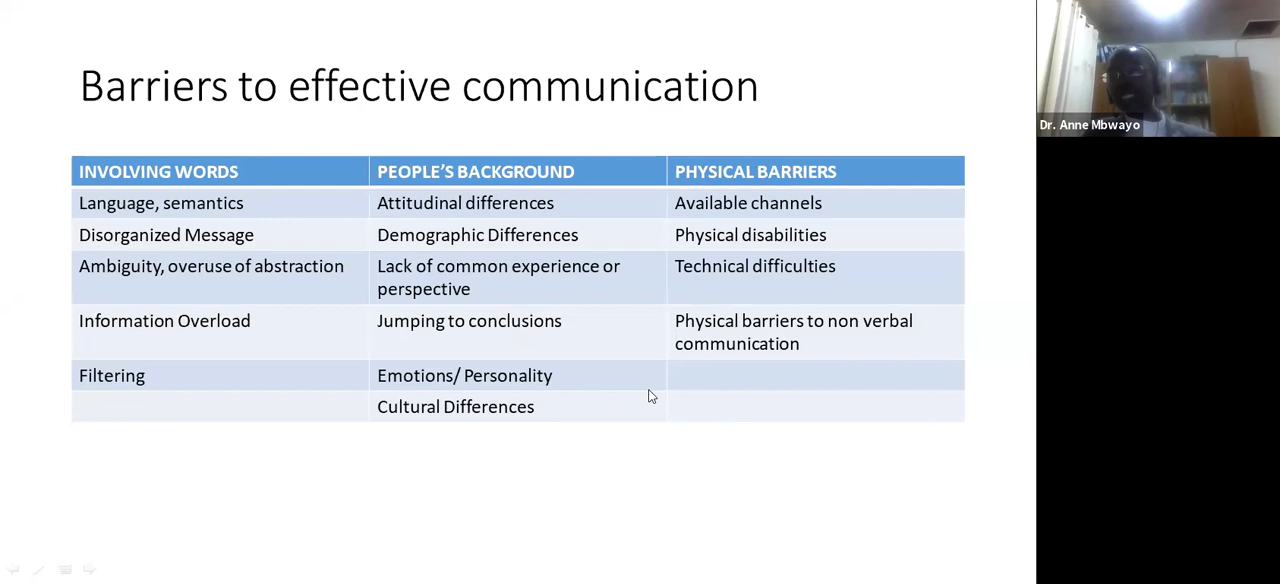 Barriers to effective communication
INVOLVING WORDS
PEOPLE'S BACKGROUND
PHYSICAL BARRIERS
Language, semantics
Attitudinal differences
Available channels
Disorganized Message
Demographic Differences
Physical disabilities
Ambiguity, overuse of abstraction
Lack of common experience or
perspective
Technical difficulties
Information Overload
Jumping to conclusions
Physical barriers to non verbal
communication
Filtering
Emotions/ Personality
Cultural Differences
Dr. Anne Mbwayo